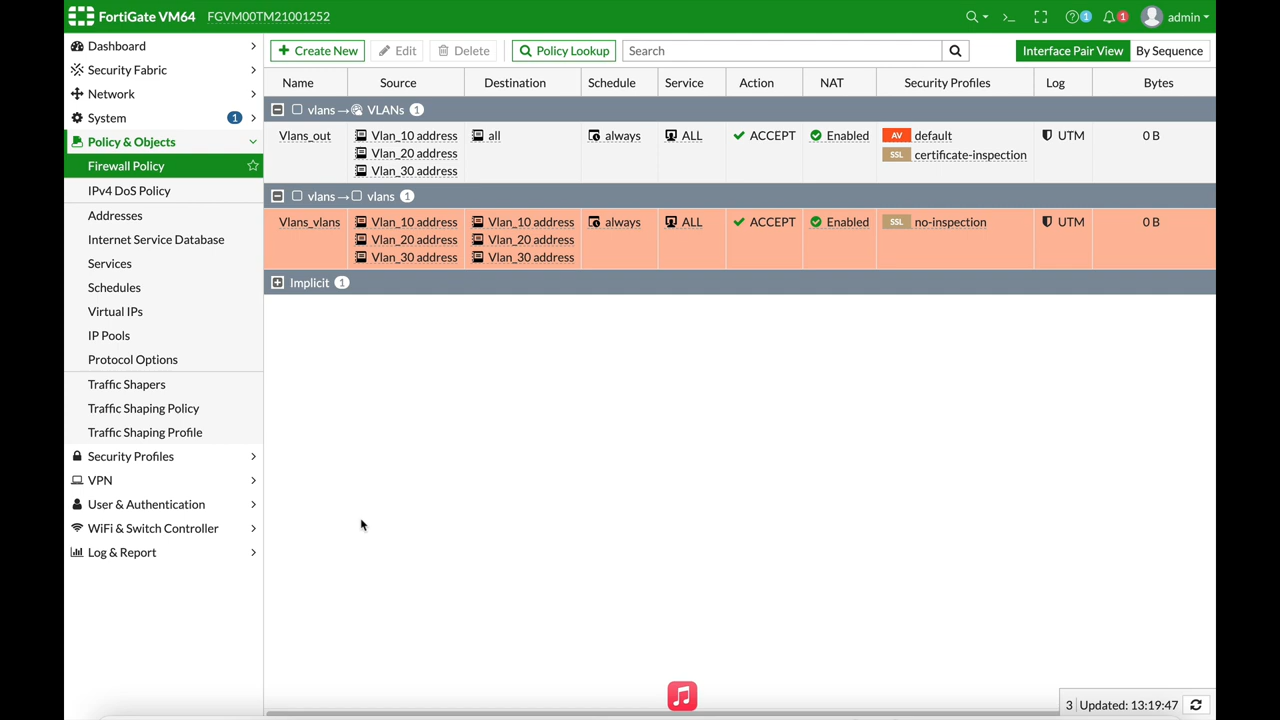 FortiGate VM64 FGVM00TM21001252 1 1 admin
Dashboard
Security Fabric
Network
System 1
Policy & Objects
Firewall Policy
IPv4 DoS Policy
Addresses
Internet Service Database
Services
Schedules
Virtual IPs
IP Pools
Protocol Options
Traffic Shapers
Traffic Shaping Policy
Traffic Shaping Profile
Security Profiles
VPN
User & Authentication
WiFi & Switch Controller
Log & Report
Create New Edit Delete Policy Lookup Search Interface Pair View By Sequence
Name Source Destination Schedule Service Action NAT Security Profiles Log Bytes
vlans → VLANs 1
Vlans_out Vlan_10 address all always ALL ACCEPT Enabled AV default UTM 0 B
Vlan_20 address SSL certificate-inspection
Vlan_30 address
vlans → vlans 1
Vlans_vlans Vlan_10 address Vlan_10 address always ALL ACCEPT Enabled SSL no-inspection UTM 0 B
Vlan_20 address Vlan_20 address
Vlan_30 address Vlan_30 address
Implicit 1
3 Updated: 13:19:47